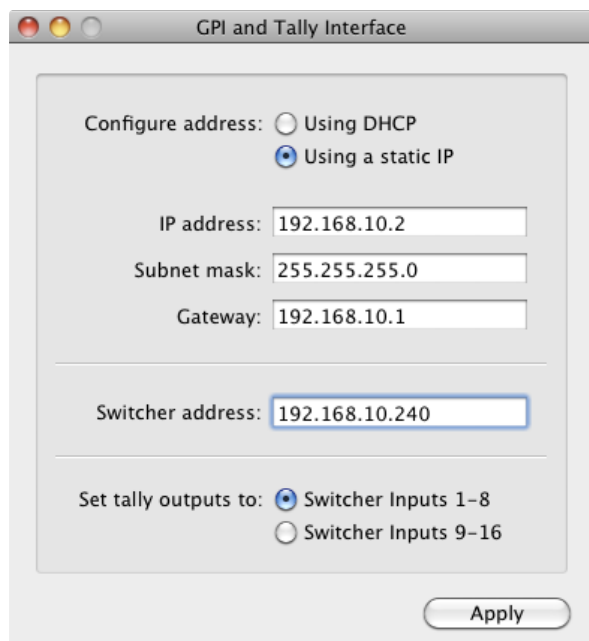 GPI and Tally Interface
Configure address: Using DHCP
Using a static IP
IP address: 192.168.10.2
Subnet mask: 255.255.255.0
Gateway: 192.168.10.1
Switcher address: 192.168.10.240
Set tally outputs to: Switcher Inputs 1–8
Switcher Inputs 9–16
Apply